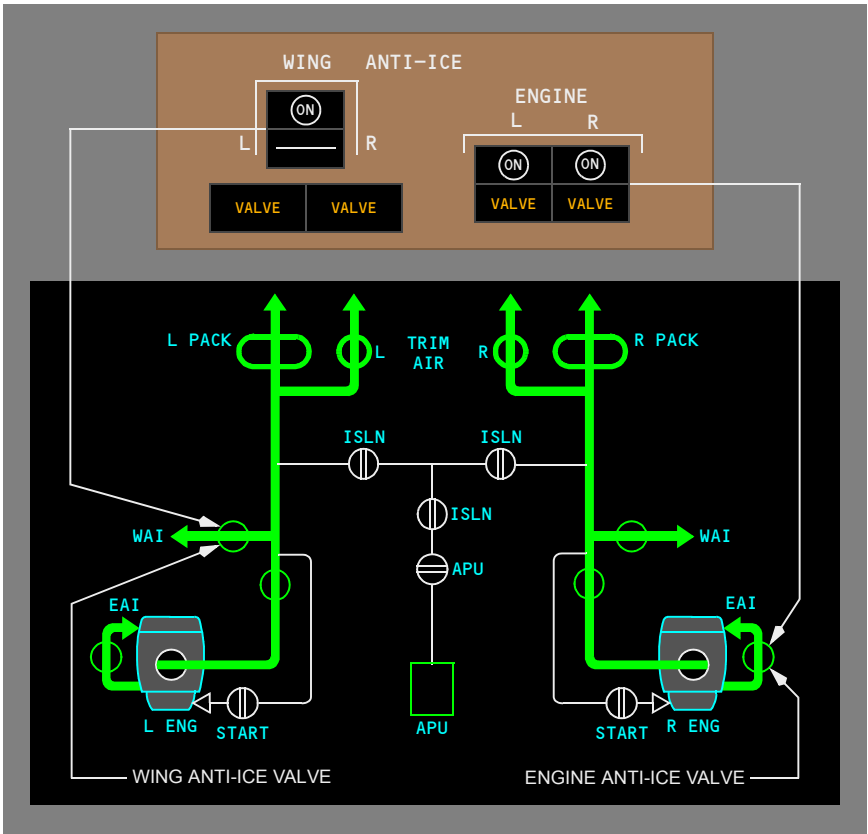 WING ANTI-ICE
ON
L R
VALVE VALVE
ENGINE
L R
ON ON
VALVE VALVE
L PACK
L
TRIM
AIR
R
R PACK
ISLN ISLN
ISLN
WAI
WAI
APU
EAI
EAI
L ENG
START
APU
START
R ENG
WING ANTI-ICE VALVE
ENGINE ANTI-ICE VALVE